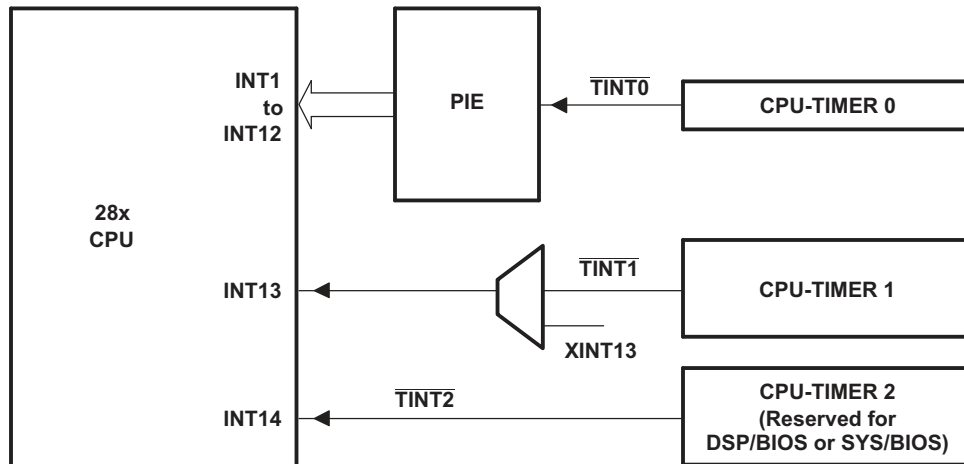 INT1
to
INT12
PIE
TINT0
CPU-TIMER 0
28x
CPU
INT13
TINT1
CPU-TIMER 1
XINT13
INT14
TINT2
CPU-TIMER 2
(Reserved for
DSP/BIOS or SYS/BIOS)